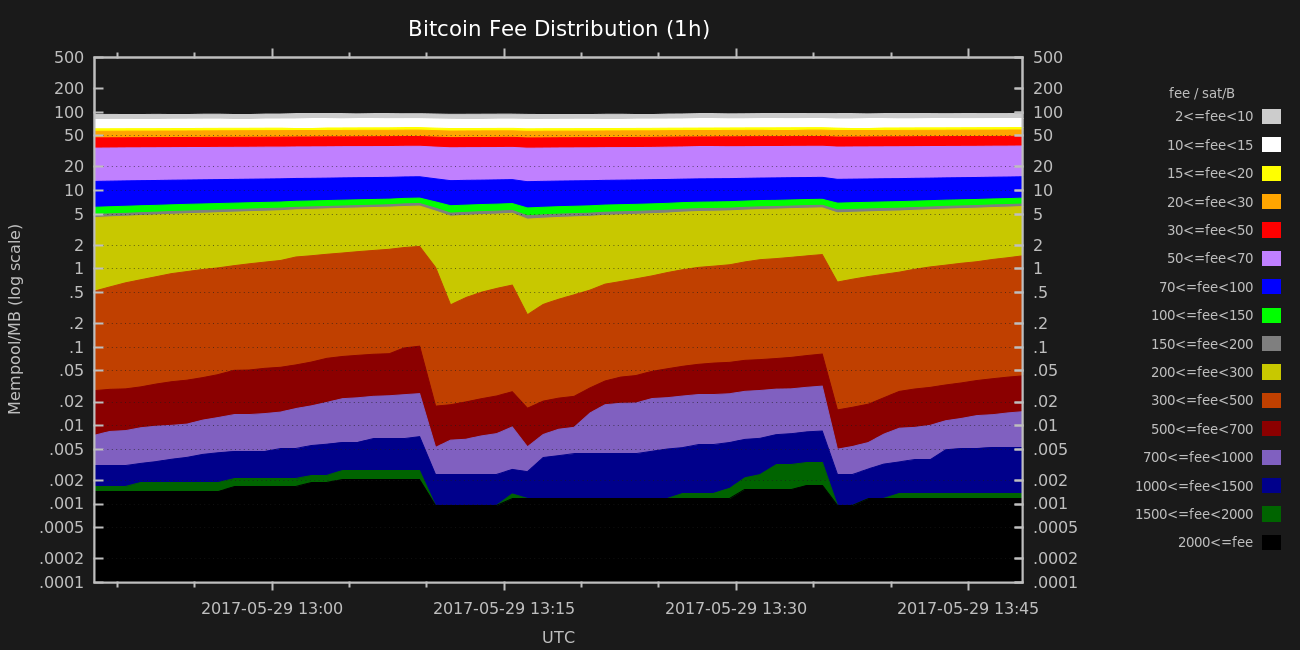 Bitcoin Fee Distribution (1h)
Mempool/MB (log scale)
500
200
100
50
20
10
5
2
1
.5
.2
.1
.05
.02
.01
.005
.002
.001
.0005
.0002
.0001
500
200
100
50
20
10
5
2
1
.5
.2
.1
.05
.02
.01
.005
.002
.001
.0005
.0002
.0001
2017-05-29 13:00 2017-05-29 13:15 2017-05-29 13:30 2017-05-29 13:45
UTC
fee / sat/B
2<=fee<10
10<=fee<15
15<=fee<20
20<=fee<30
30<=fee<50
50<=fee<70
70<=fee<100
100<=fee<150
150<=fee<200
200<=fee<300
300<=fee<500
500<=fee<700
700<=fee<1000
1000<=fee<1500
1500<=fee<2000
2000<=fee